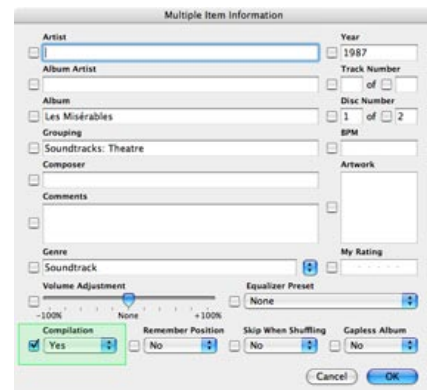 Multiple Item Information
Artist Year
1987
Album Artist Track Number
of
Album Disc Number
Les Misérables 1 of 2
Grouping BPM
Soundtracks: Theatre
Composer Artwork
Comments
Genre My Rating
Soundtrack
Volume Adjustment Equalizer Preset
None
-100% None +100%
Compilation Remember Position Skip When Shuffling Gapless Album
Yes No No No
Cancel OK